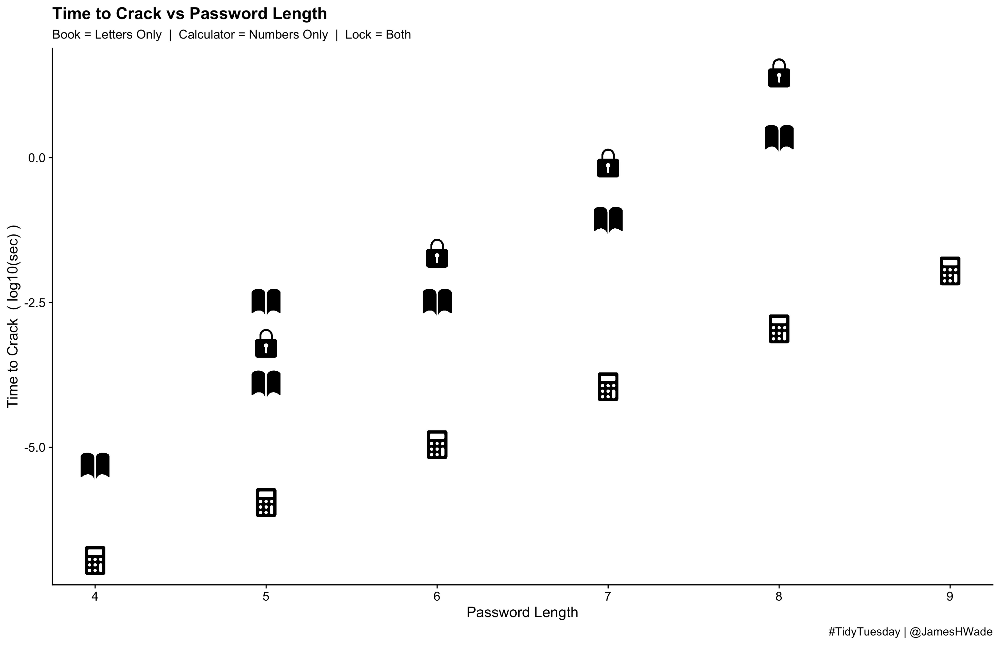 Time to Crack vs Password Length
Book = Letters Only | Calculator = Numbers Only | Lock = Both
Time to Crack ( log10(sec) )
0.0
-2.5
-5.0
4 5 6 7 8 9
Password Length
#TidyTuesday | @JamesHWade